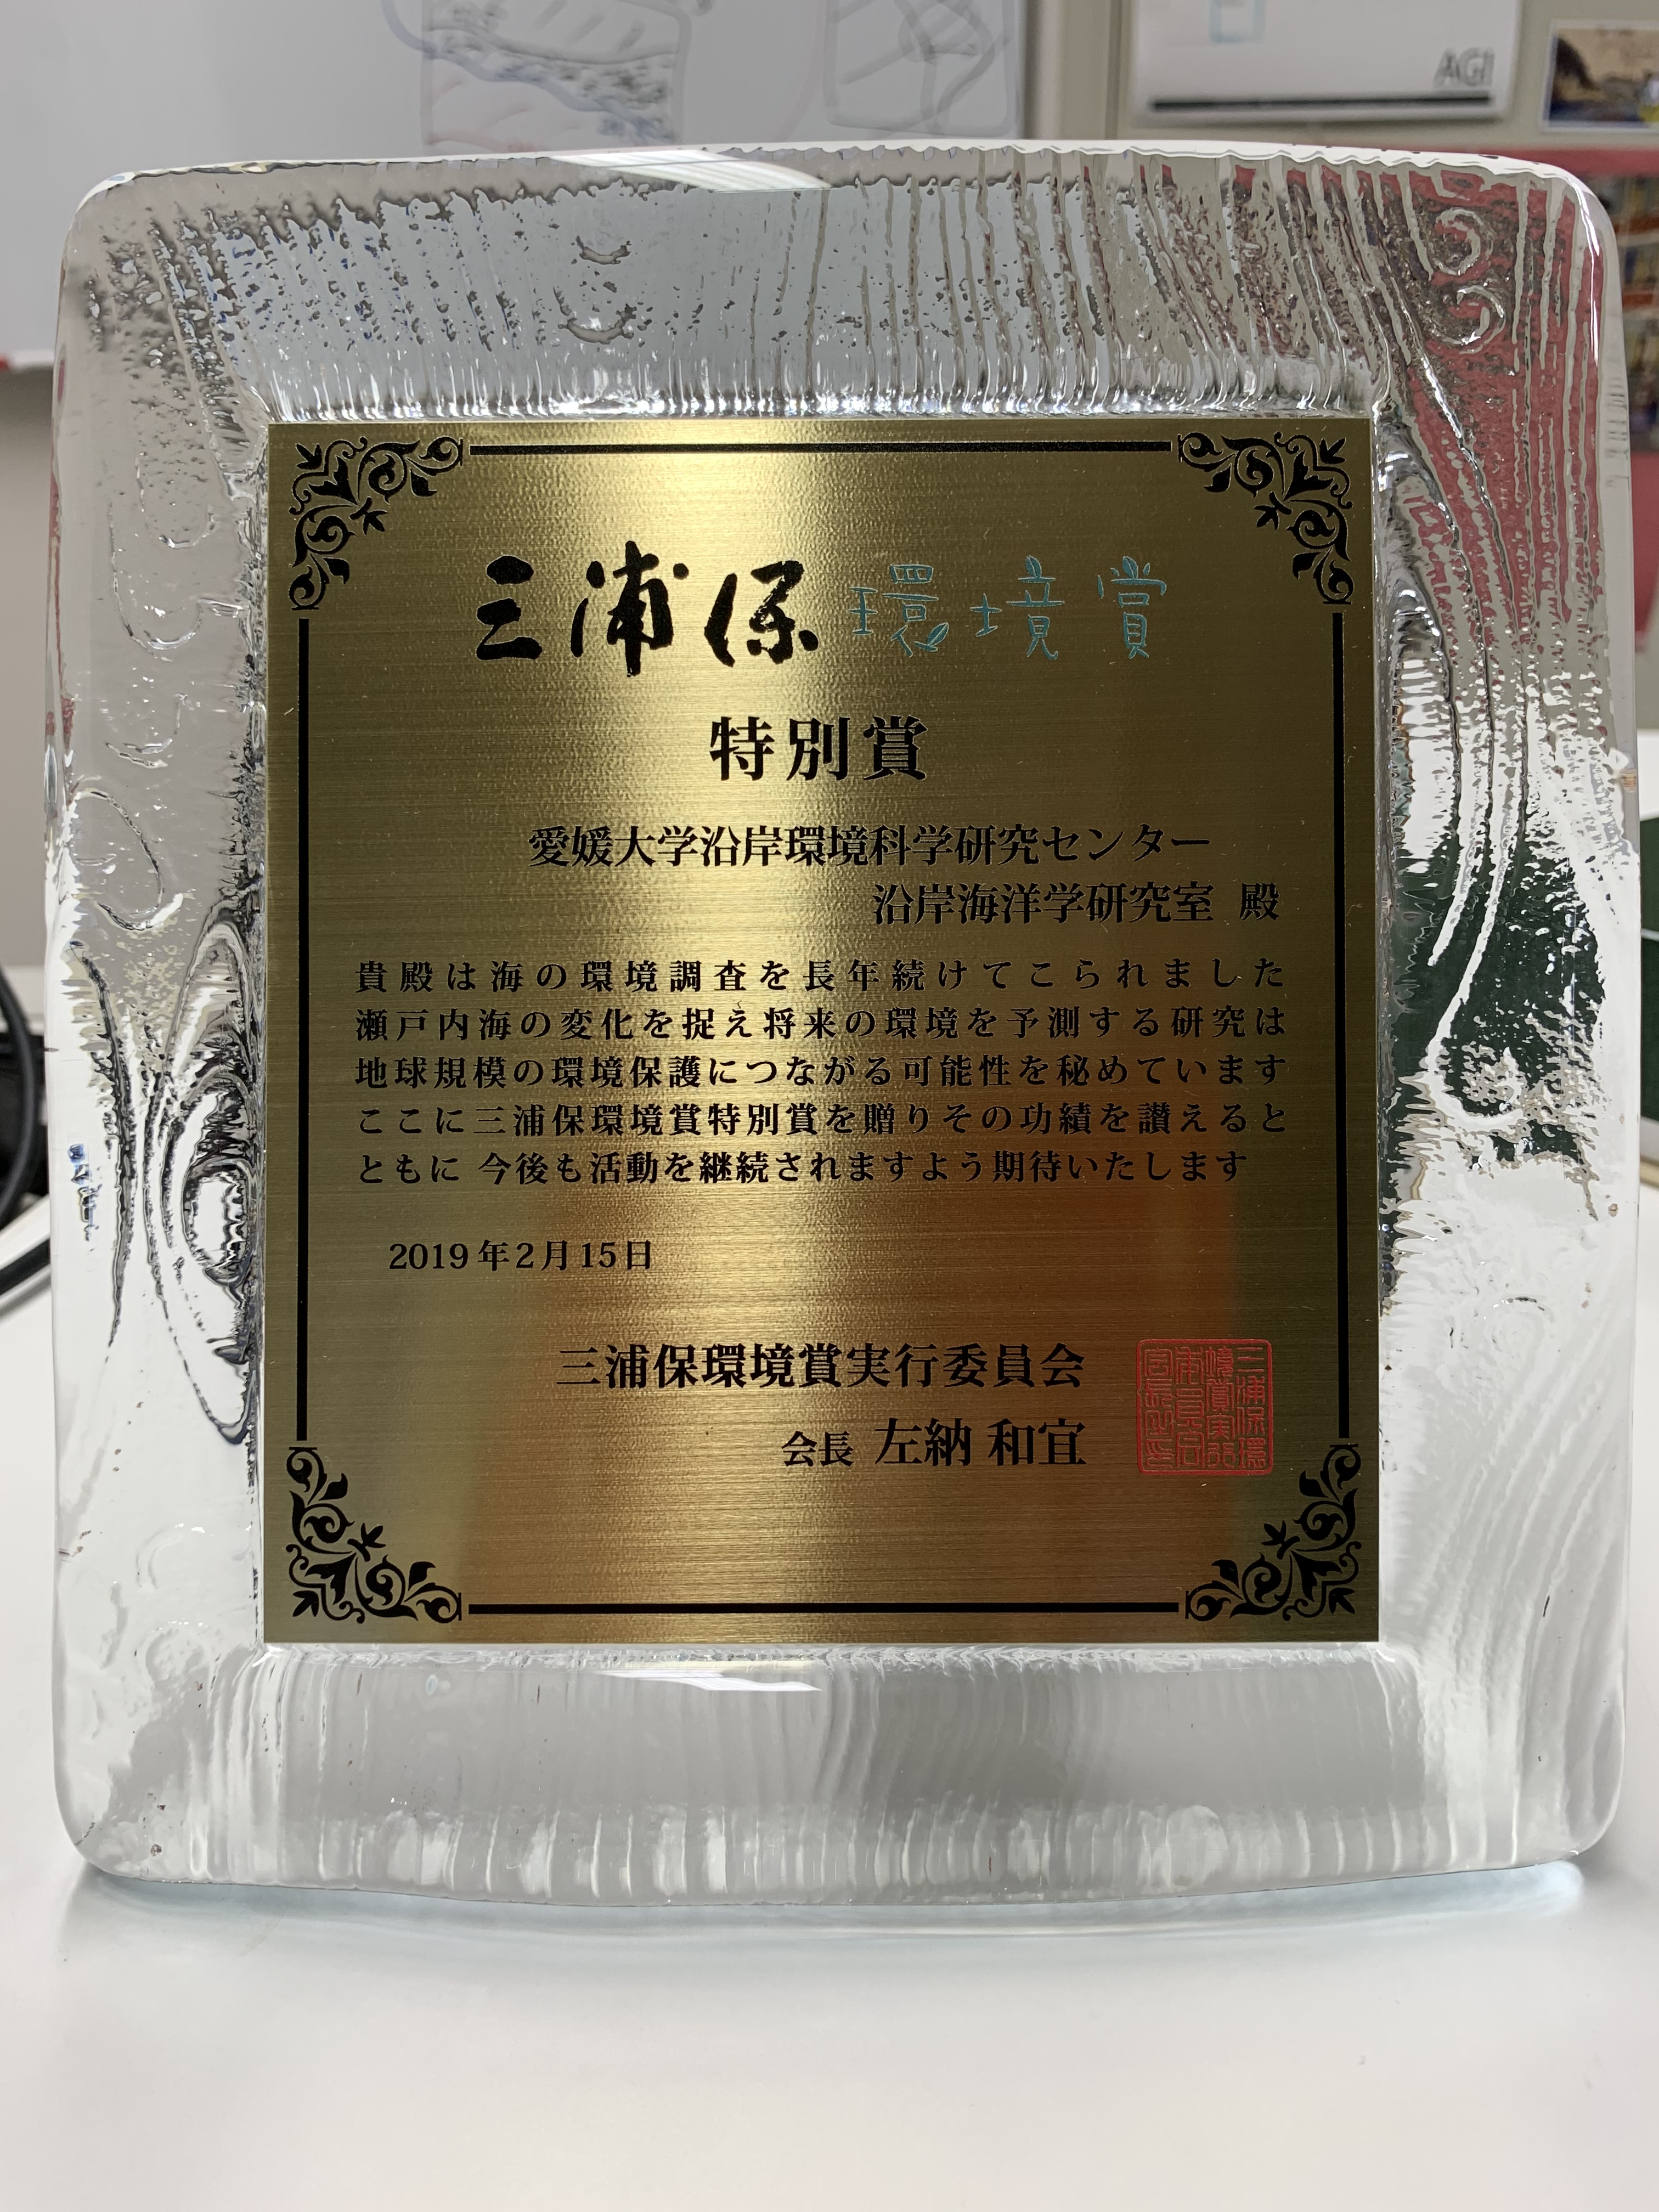 AGI
三浦保環境賞
特別賞
愛媛大学沿岸環境科学研究センター
沿岸海洋学研究室 殿
貴殿は海の環境調査を長年続けてこられました
瀬戸内海の変化を捉え将来の環境を予測する研究は
地球規模の環境保護につながる可能性を秘めています
ここに三浦保環境賞特別賞を贈りその功績を讃えると
ともに 今後も活動を継続されますよう期待いたします
2019年2月15日
三浦保環境賞実行委員会
会長 左納 和宜